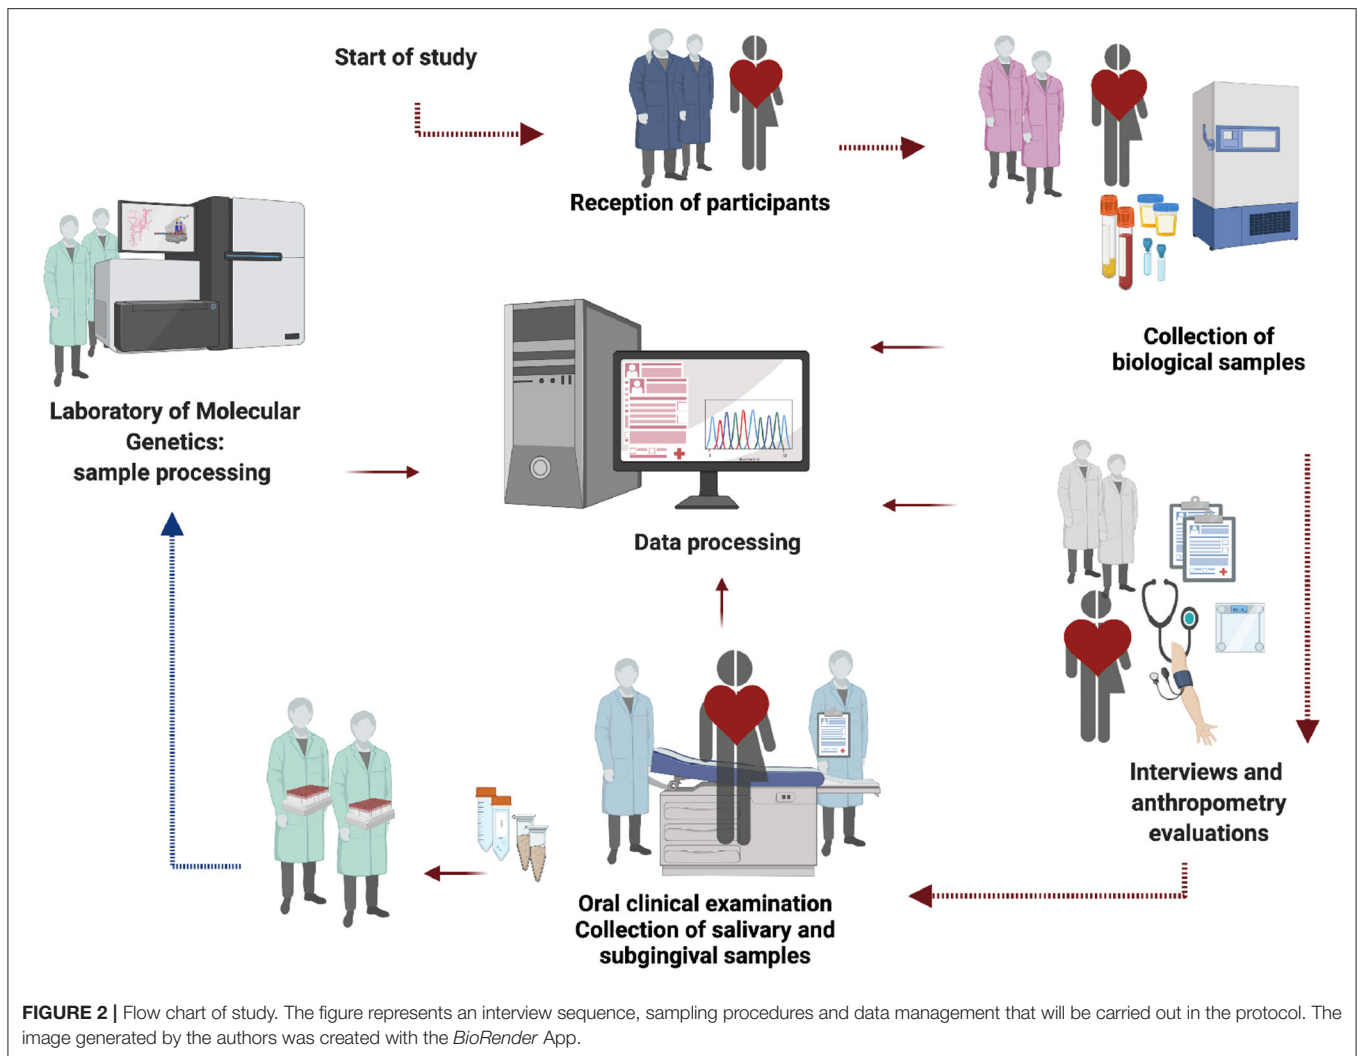 Start of study
Reception of participants
Collection of
biological samples
Laboratory of Molecular
Genetics:
sample processing
Data processing
Interviews and
anthropometry
evaluations
Oral clinical examination
Collection of salivary and
subgingival samples
FIGURE 2 | Flow chart of study. The figure represents an interview sequence, sampling procedures and data management that will be carried out in the protocol. The
image generated by the authors was created with the BioRender App.